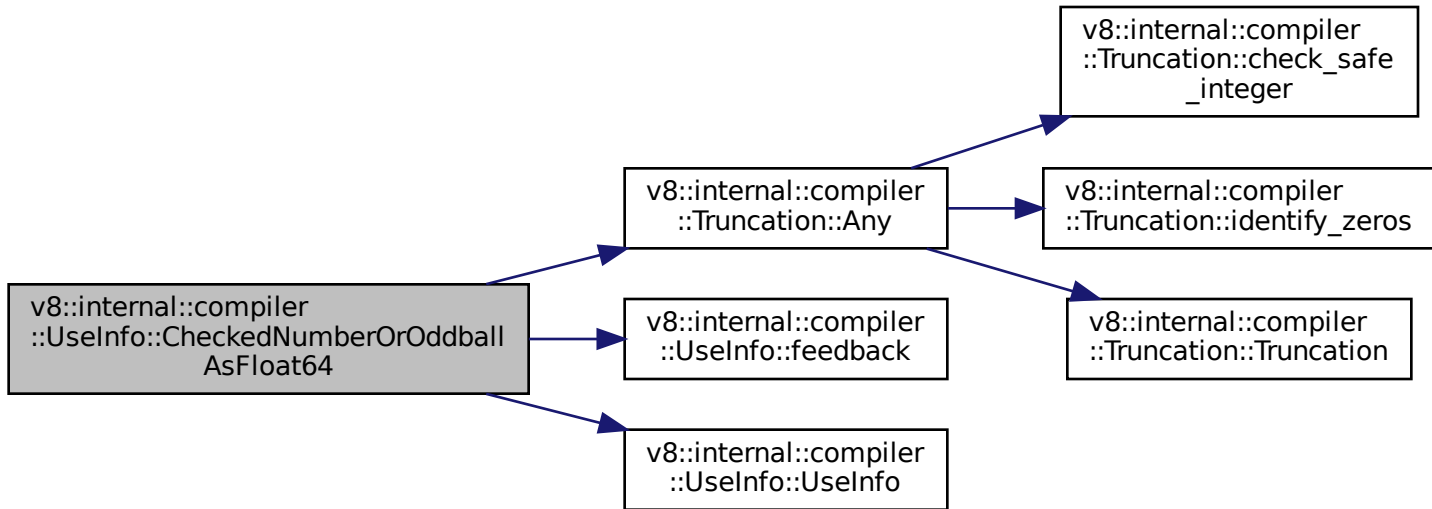 v8::internal::compiler
::Truncation::check_safe
_integer
v8::internal::compiler
::Truncation::Any
v8::internal::compiler
::Truncation::identify_zeros
v8::internal::compiler
::UseInfo::CheckedNumberOrOddball
AsFloat64
v8::internal::compiler
::UseInfo::feedback
v8::internal::compiler
::Truncation::Truncation
v8::internal::compiler
::UseInfo::UseInfo